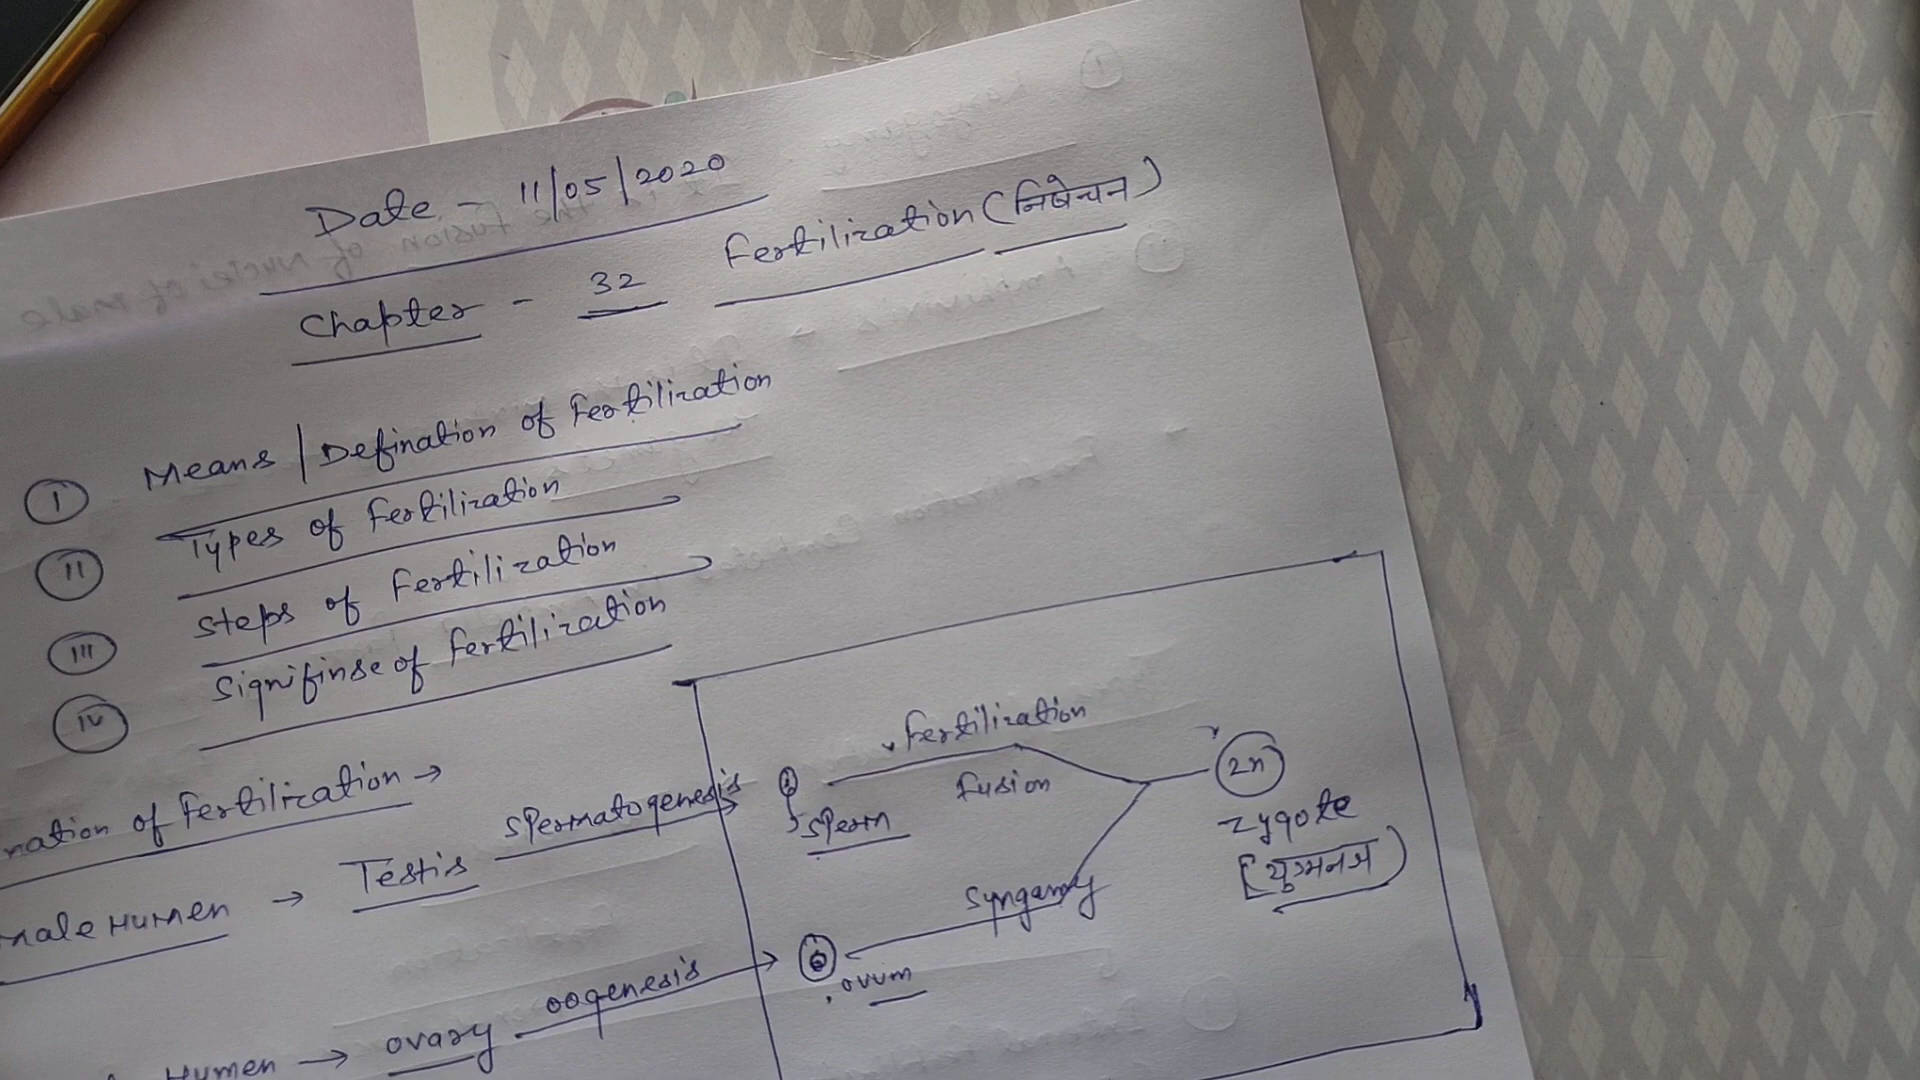 Date - 11/05/2020
Chapter - 32 Fertilization (निषेचन)
I Means / Defination of Fertilization
II Types of Fertilization
III Steps of Fertilization
IV Signifinse of Fertilization
nation of Fertilization →
male Humen → Testis spermatogenesis
sperm
Fertilization
Fusion
2n
zygote
(युग्मनज)
Syngamy
Humen → ovary oogenesis
ovum